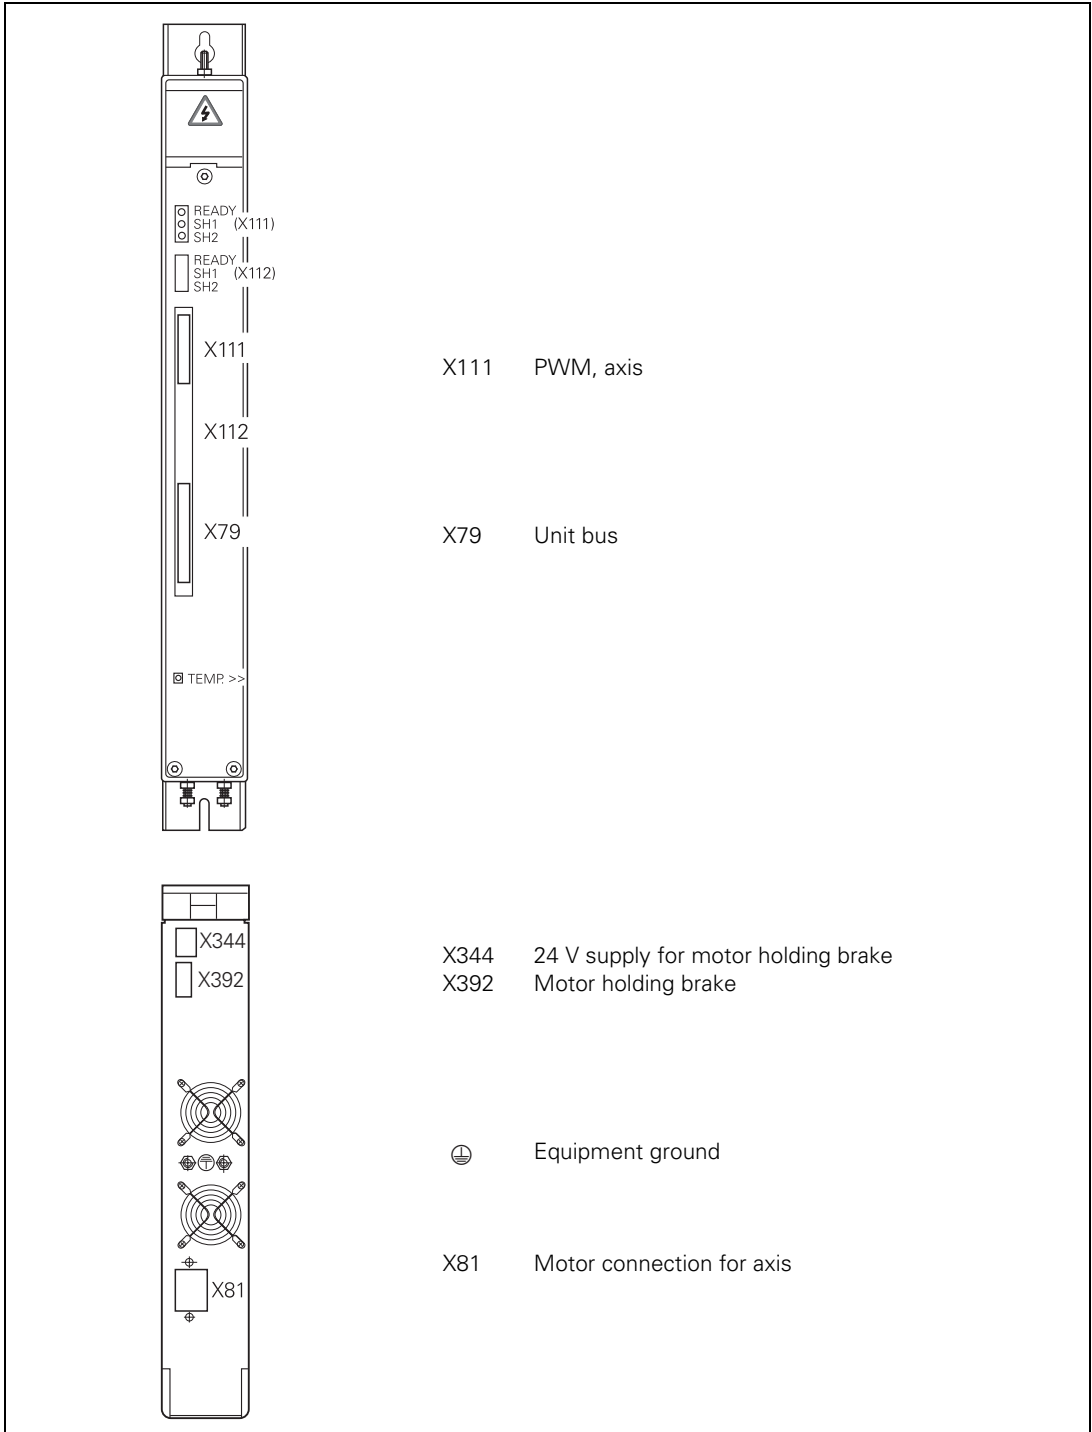 READY
SH1 (X111)
SH2
READY
SH1 (X112)
SH2
X111
X111 PWM, axis
X112
X79
X79 Unit bus
TEMP. >>
X344
X344 24 V supply for motor holding brake
X392
X392 Motor holding brake
Equipment ground
X81 Motor connection for axis
X81